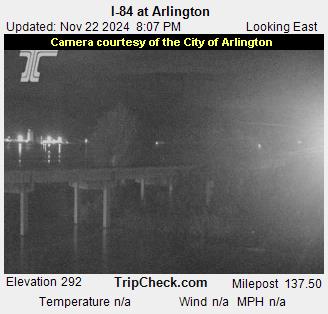 I-84 at Arlington
Updated: Nov 22 2024 8:07 PM Looking East
Camera courtesy of the City of Arlington
Elevation 292 TripCheck.com Milepost 137.50
Temperature n/a Wind n/a MPH n/a